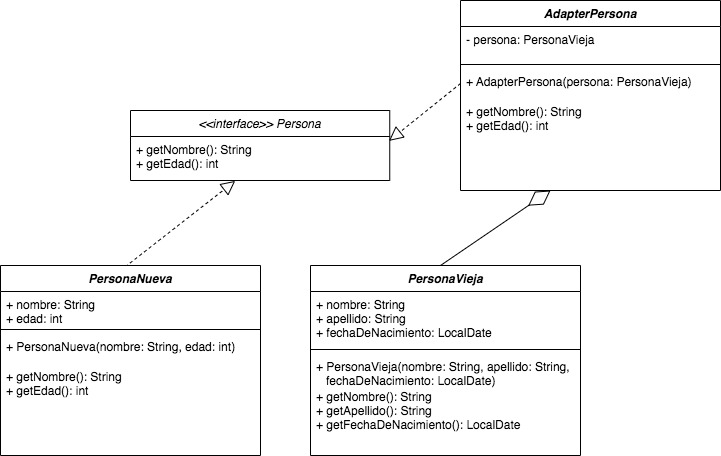 AdapterPersona
- persona: PersonaVieja
+ AdapterPersona(persona: PersonaVieja)
+ getNombre(): String
+ getEdad(): int
<<interface>> Persona
+ getNombre(): String
+ getEdad(): int
PersonaNueva
+ nombre: String
+ edad: int
+ PersonaNueva(nombre: String, edad: int)
+ getNombre(): String
+ getEdad(): int
PersonaVieja
+ nombre: String
+ apellido: String
+ fechaDeNacimiento: LocalDate
+ PersonaVieja(nombre: String, apellido: String,
fechaDeNacimiento: LocalDate)
+ getNombre(): String
+ getApellido(): String
+ getFechaDeNacimiento(): LocalDate